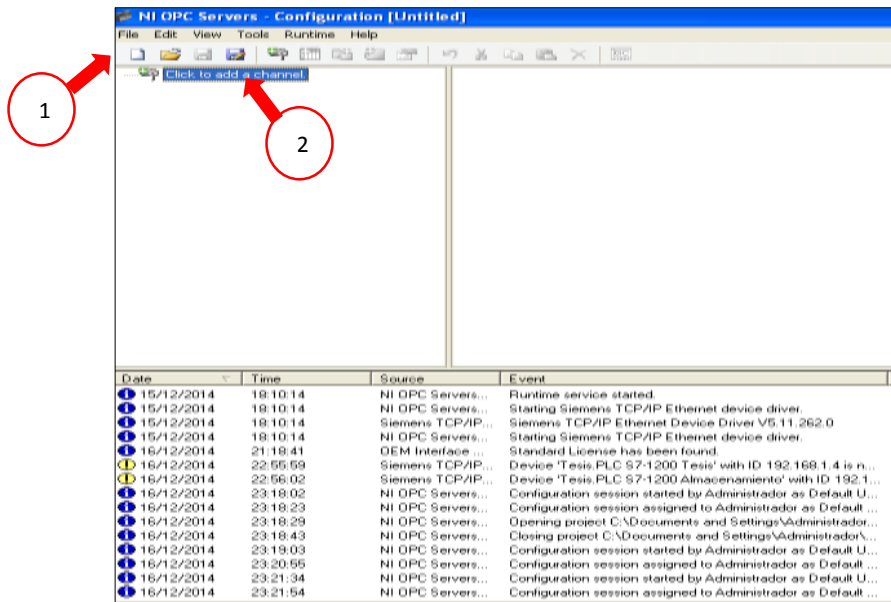 NI OPC Servers - Configuration [Untitled]
File Edit View Tools Runtime Help
Click to add a channel.
1
2
Date Time Source Event
15/12/2014 18:10:14 NI OPC Servers... Runtime service started.
15/12/2014 18:10:14 NI OPC Servers... Starting Siemens TCP/IP Ethernet device driver.
15/12/2014 18:10:14 Siemens TCP/IP... Siemens TCP/IP Ethernet Device Driver V5.11.262.0
15/12/2014 18:10:14 NI OPC Servers... Starting Siemens TCP/IP Ethernet device driver.
16/12/2014 21:18:41 OEM Interface ... Standard License has been found.
16/12/2014 22:55:59 Siemens TCP/IP... Device 'Tesis.PLC S7-1200 Tesis' with ID 192.168.1.4 is n...
16/12/2014 22:56:02 Siemens TCP/IP... Device 'Tesis.PLC S7-1200 Almacenamiento' with ID 192.1...
16/12/2014 23:18:02 NI OPC Servers... Configuration session started by Administrador as Default U...
16/12/2014 23:18:23 NI OPC Servers... Configuration session assigned to Administrador as Default ...
16/12/2014 23:18:29 NI OPC Servers... Opening project C:\Documents and Settings\Administrador...
16/12/2014 23:18:43 NI OPC Servers... Closing project C:\Documents and Settings\Administrador\...
16/12/2014 23:19:03 NI OPC Servers... Configuration session started by Administrador as Default U...
16/12/2014 23:20:55 NI OPC Servers... Configuration session assigned to Administrador as Default ...
16/12/2014 23:21:34 NI OPC Servers... Configuration session started by Administrador as Default U...
16/12/2014 23:21:54 NI OPC Servers... Configuration session assigned to Administrador as Default ...